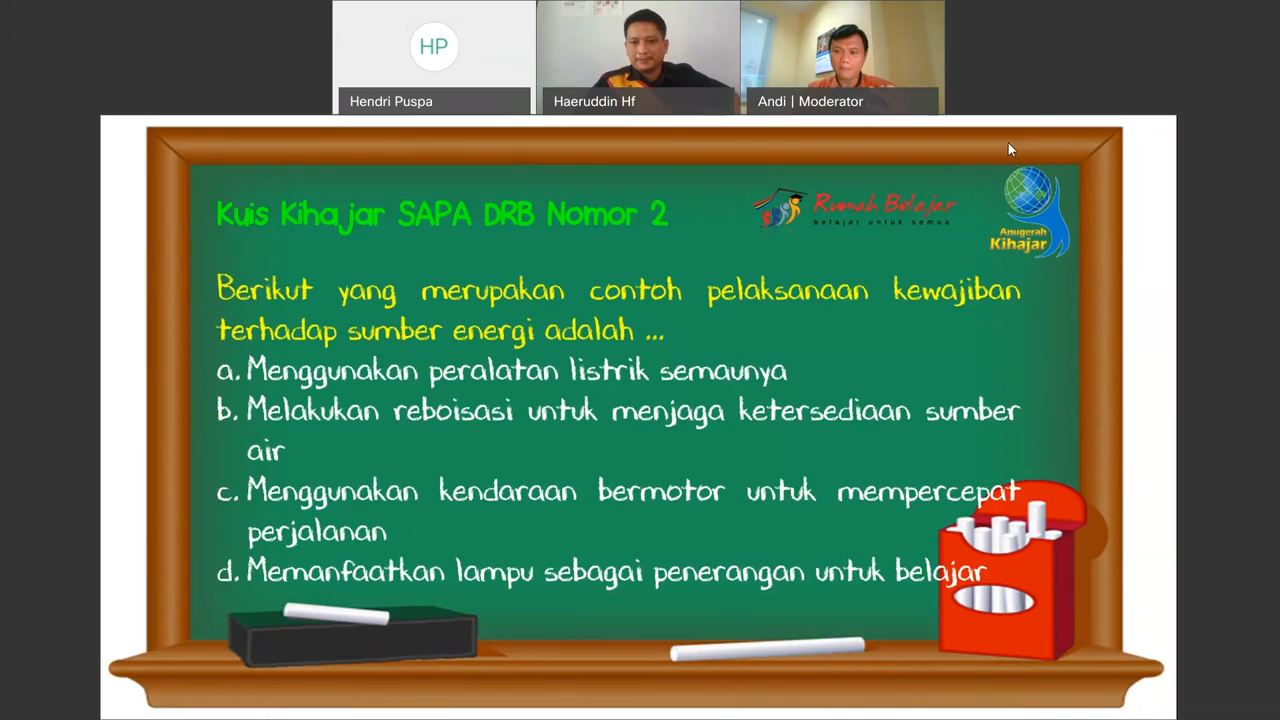 HP
Hendri Puspa
Haeruddin Hf
Andi | Moderator
Kuis Kihajar SAPA DRB Nomor 2
Rumah Belajar
belajar untuk semua
Anugerah
Kihajar
Berikut yang merupakan contoh pelaksanaan kewajiban
terhadap sumber energi adalah ...
a. Menggunakan peralatan listrik semaunya
b. Melakukan reboisasi untuk menjaga ketersediaan sumber
air
c. Menggunakan kendaraan bermotor untuk mempercepat
perjalanan
d. Memanfaatkan lampu sebagai penerangan untuk belajar